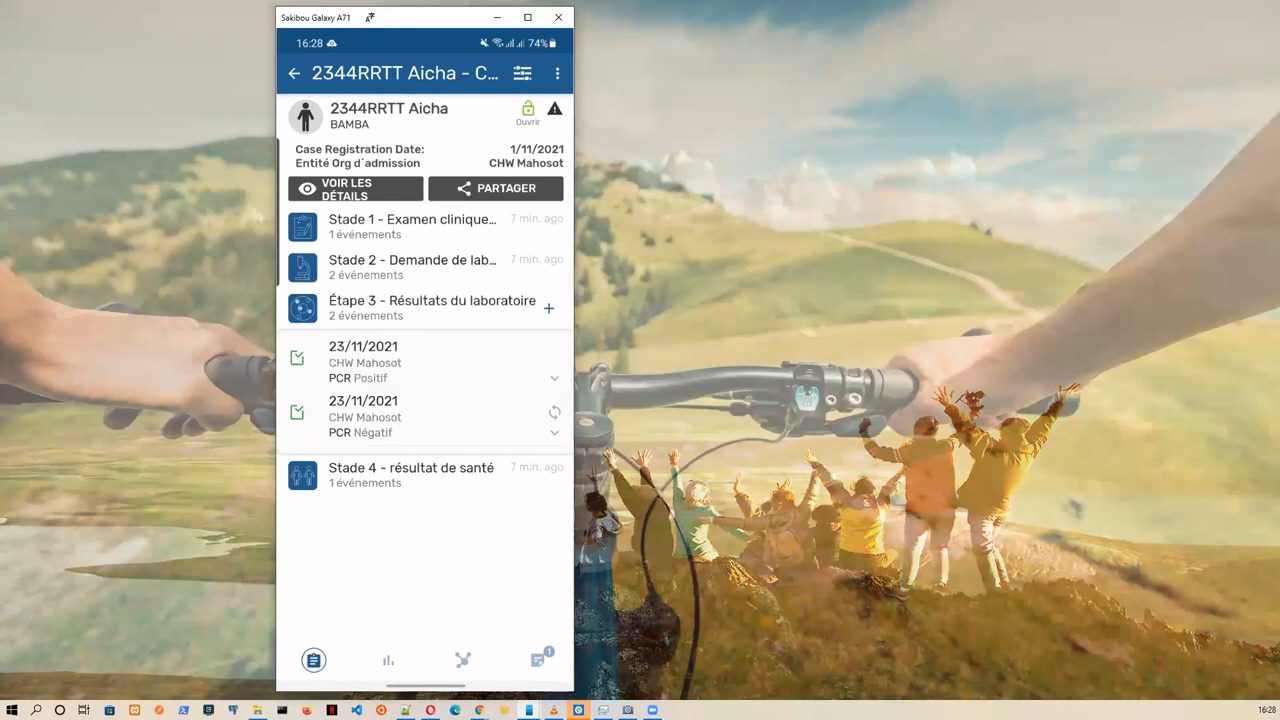 Sakibou Galaxy A71
16:28
74%
2344RRTT Aicha - C...
2344RRTT Aicha
BAMBA
Ouvrir
Case Registration Date: 1/11/2021
Entité Org d´admission CHW Mahosot
VOIR LES DÉTAILS
PARTAGER
Stade 1 - Examen clinique... 7 min. ago
1 événements
Stade 2 - Demande de lab... 7 min. ago
2 événements
Étape 3 - Résultats du laboratoire
2 événements
23/11/2021
CHW Mahosot
PCR Positif
23/11/2021
CHW Mahosot
PCR Négatif
Stade 4 - résultat de santé 7 min. ago
1 événements
1
16:28